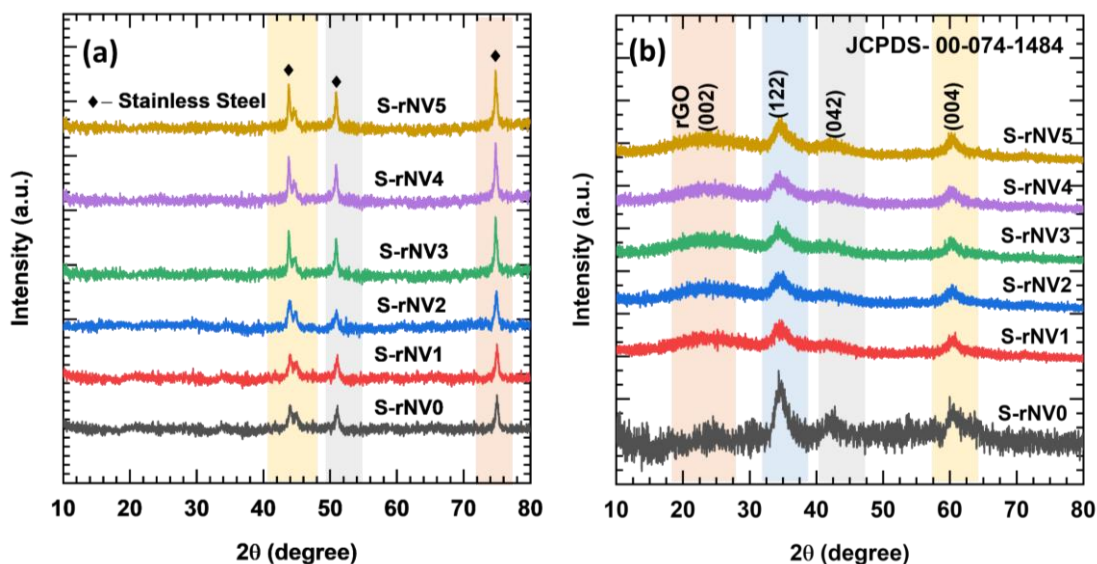 (a)
♦– Stainless Steel
S-rNV5
S-rNV4
S-rNV3
S-rNV2
S-rNV1
S-rNV0
Intensity (a.u.)
10 20 30 40 50 60 70 80
2θ (degree)
(b)
JCPDS- 00-074-1484
rGO
(002)
(122)
(042)
(004)
S-rNV5
S-rNV4
S-rNV3
S-rNV2
S-rNV1
S-rNV0
Intensity (a.u.)
10 20 30 40 50 60 70 80
2θ (degree)